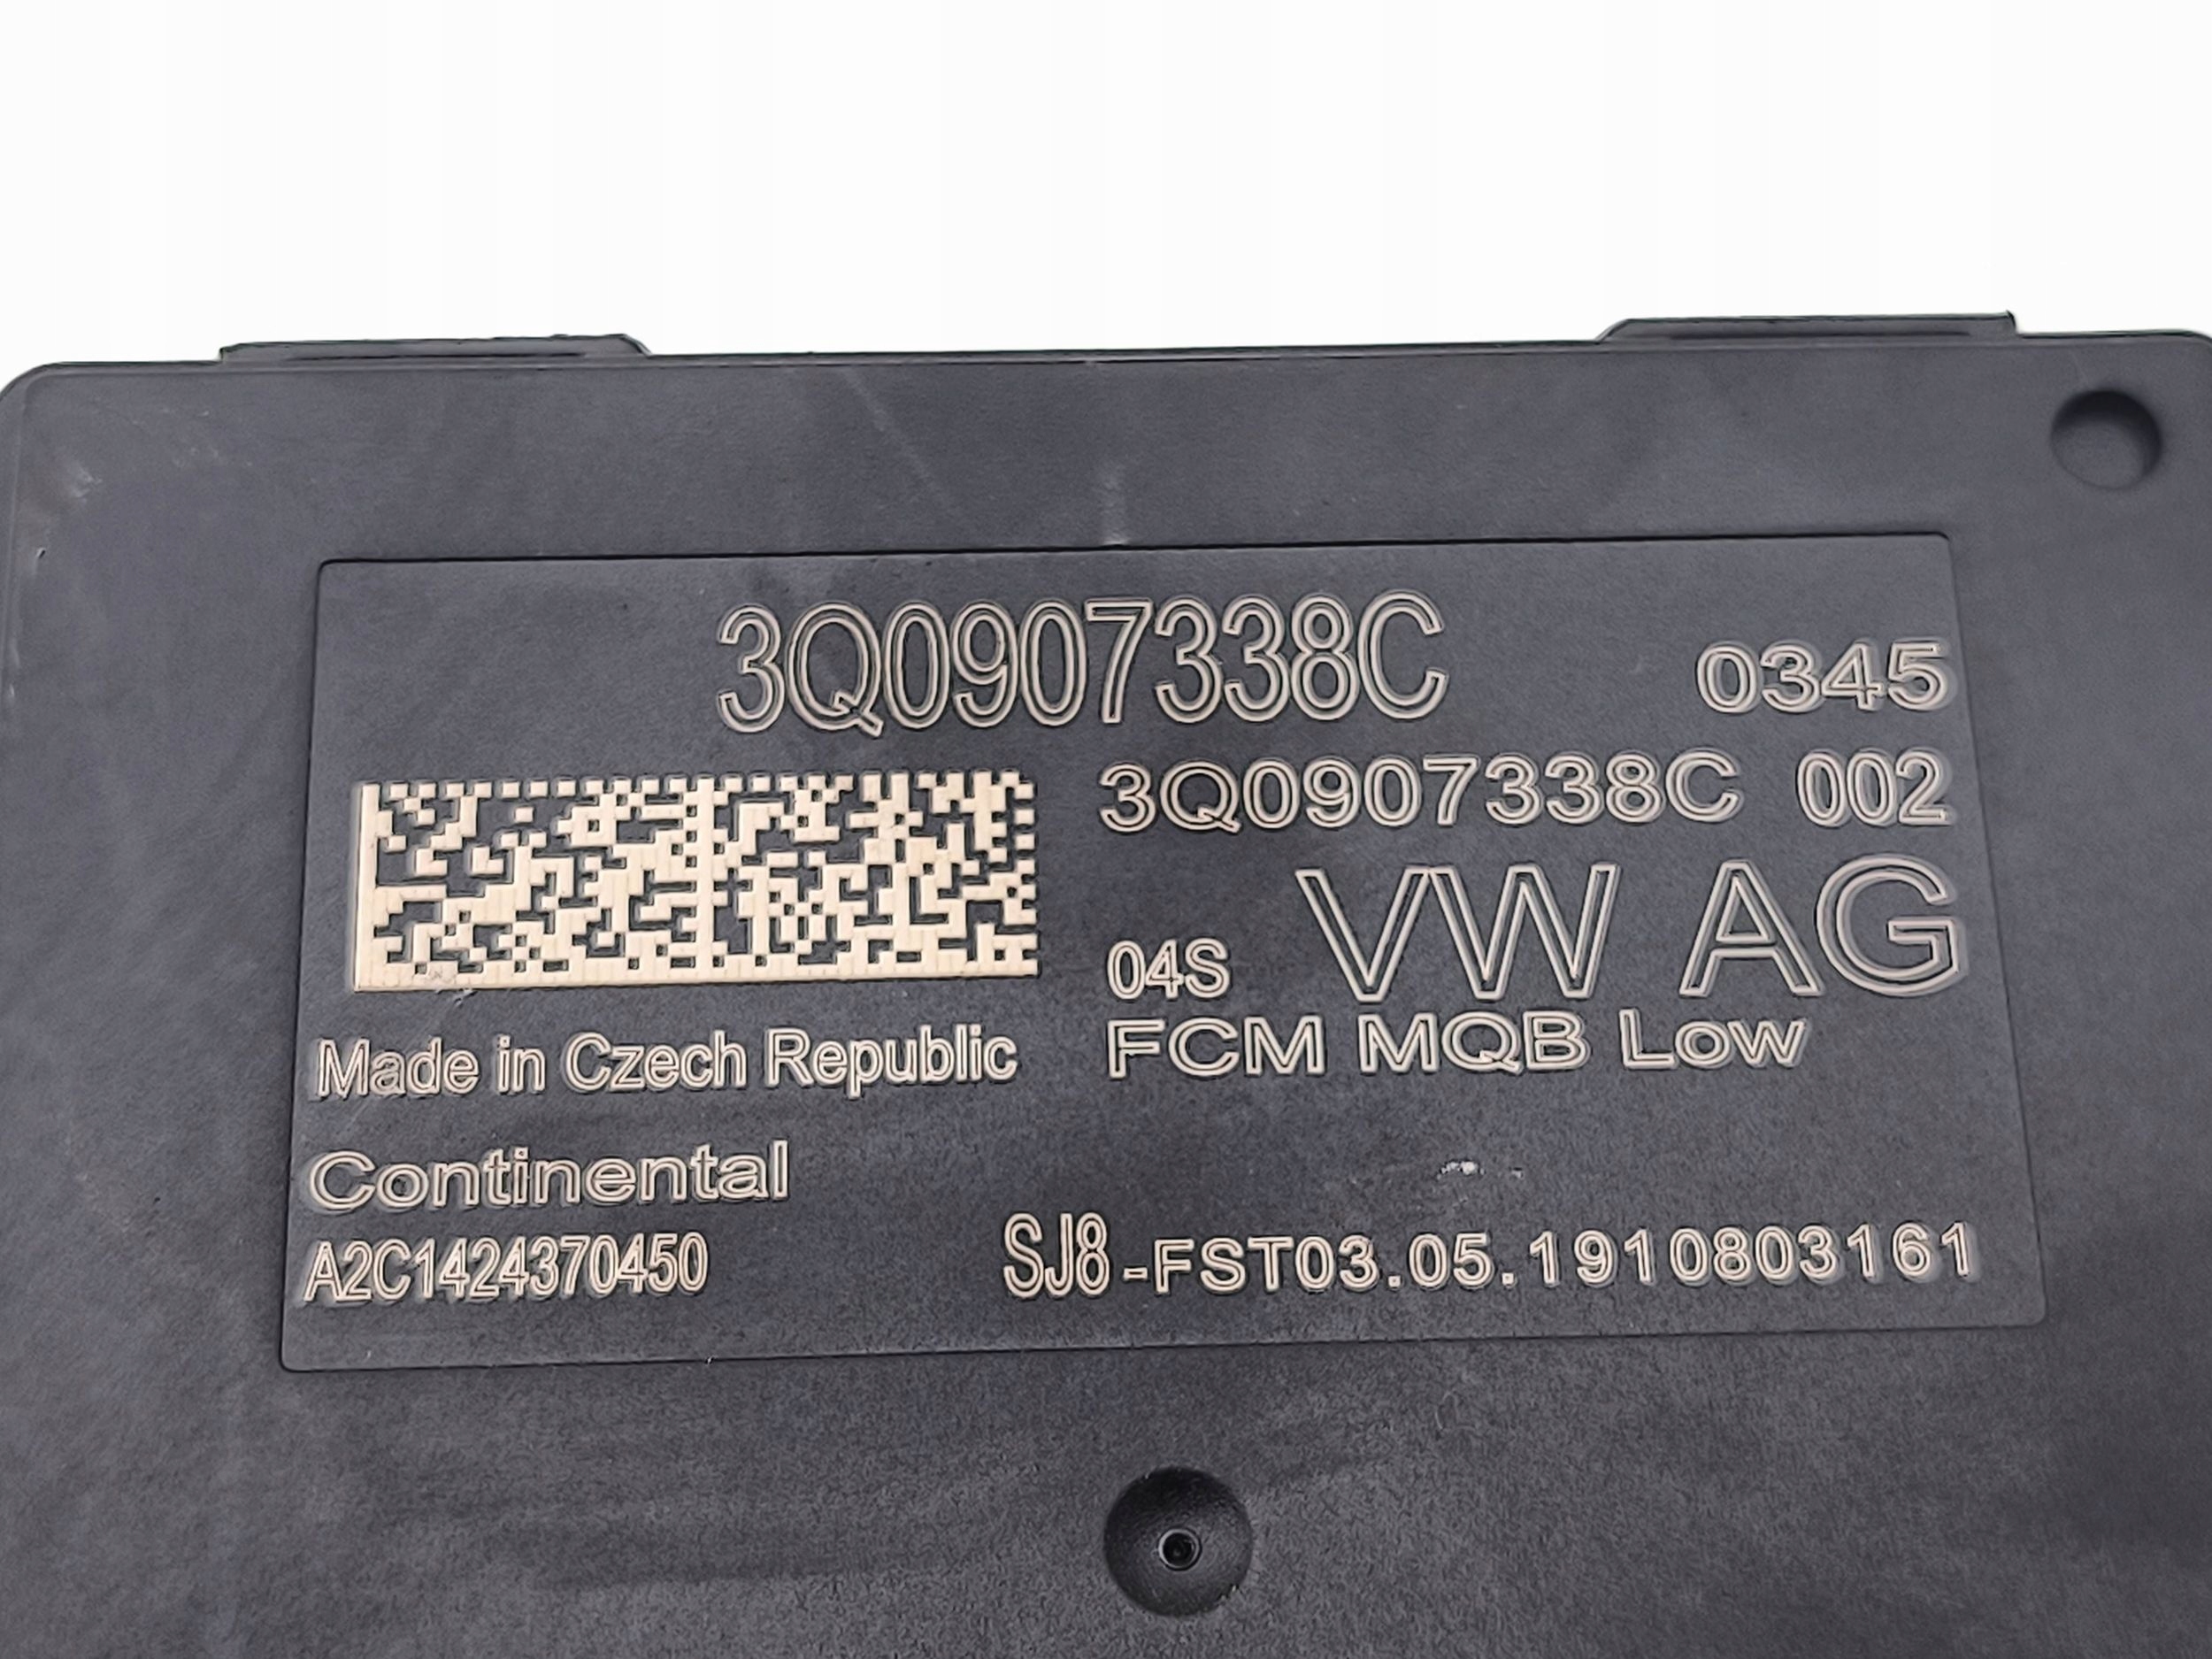 3Q0907338C
0345
3Q0907338C 002
04S VW AG
FCM MQB Low
Made in Czech Republic
Continental
A2C1424370450
SJ8-FST03.05.1910803161